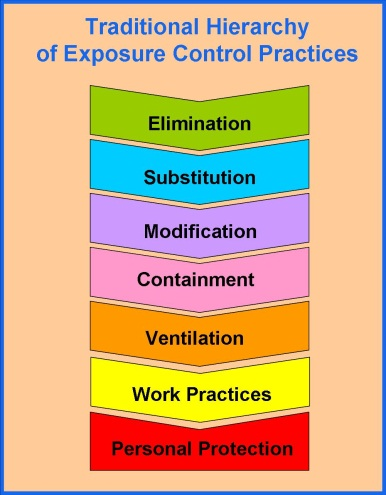 Traditional Hierarchy
of Exposure Control Practices
Elimination
Substitution
Modification
Containment
Ventilation
Work Practices
Personal Protection